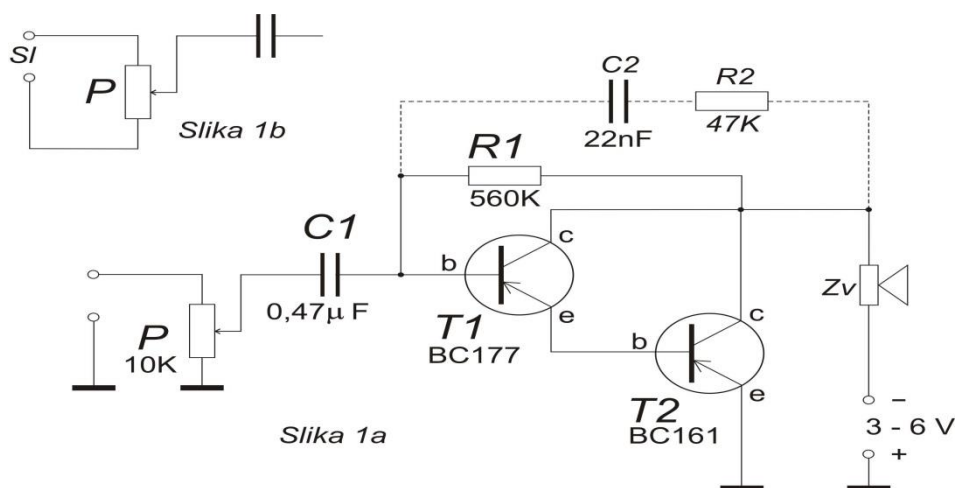 SI
P
Slika 1b
C2
22nF
R2
47K
R1
560K
C1
0,47μ F
P
10K
b
c
e
T1
BC177
b
c
e
T2
BC161
Zv
−
3 - 6 V
+
Slika 1a